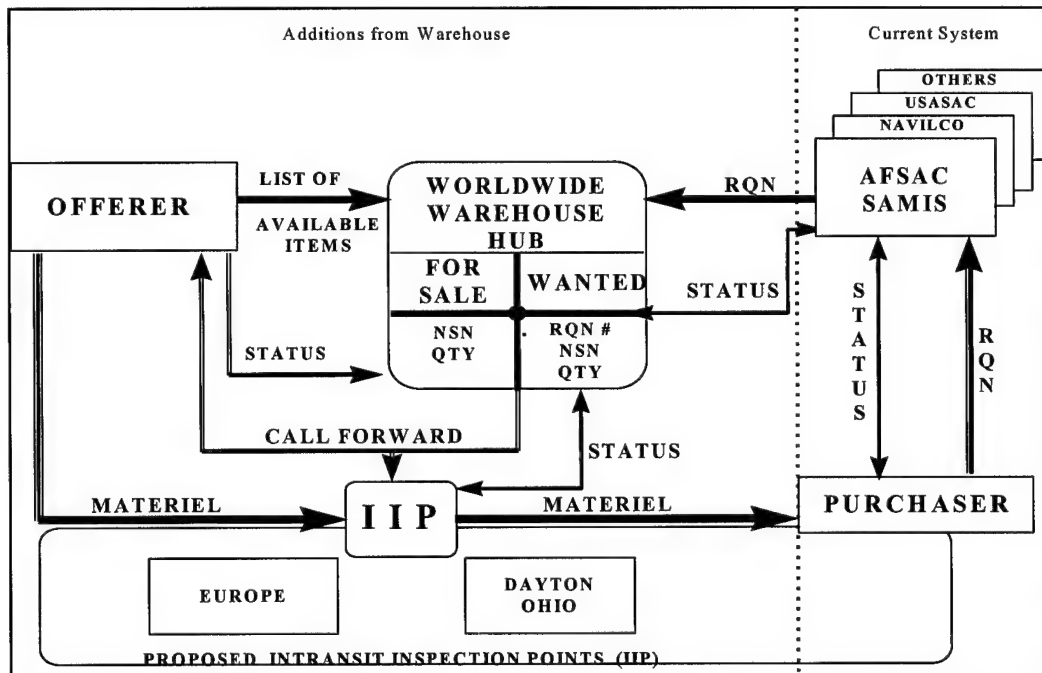 Additions from Warehouse
Current System
OTHERS
USASAC
NAVILCO
AFSAC
SAMIS
OFFERER
LIST OF
AVAILABLE
ITEMS
WORLDWIDE
WAREHOUSE
HUB
FOR
SALE
WANTED
NSN
QTY
RQN #
NSN
QTY
RQN
STATUS
STATUS
STATUS
RQN
CALL FORWARD
STATUS
MATERIEL
IIP
MATERIEL
PURCHASER
EUROPE
DAYTON
OHIO
PROPOSED INTRANSIT INSPECTION POINTS (IIP)